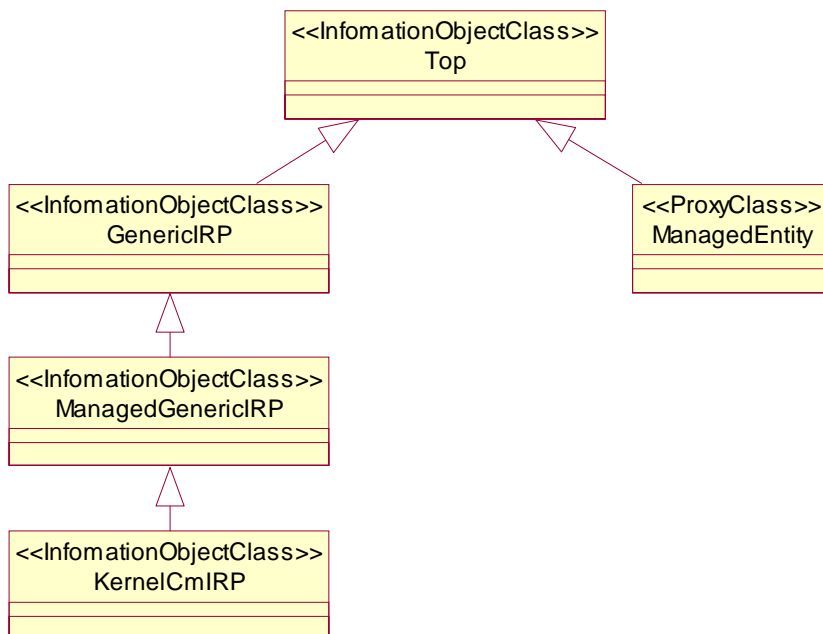 <<InfomationObjectClass>>
Top
<<InfomationObjectClass>>
GenericIRP
<<ProxyClass>>
ManagedEntity
<<InfomationObjectClass>>
ManagedGenericIRP
<<InfomationObjectClass>>
KernelCmIRP